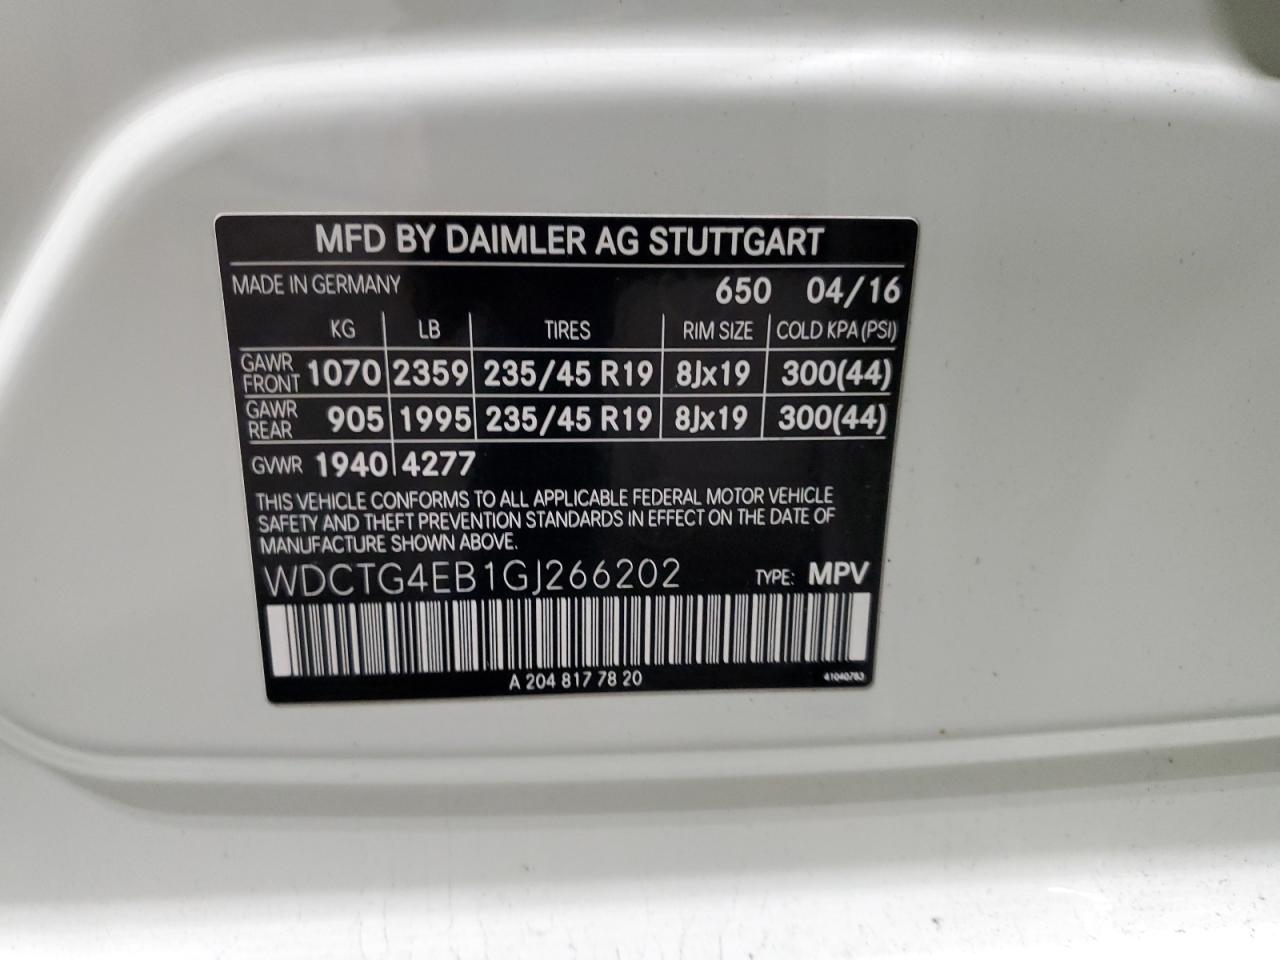 MFD BY DAIMLER AG STUTTGART
MADE IN GERMANY 650 04/16
KG LB TIRES RIM SIZE COLD KPA (PSI)
GAWR FRONT 1070 2359 235/45 R19 8Jx19 300(44)
GAWR REAR 905 1995 235/45 R19 8Jx19 300(44)
GVWR 1940 4277
THIS VEHICLE CONFORMS TO ALL APPLICABLE FEDERAL MOTOR VEHICLE
SAFETY AND THEFT PREVENTION STANDARDS IN EFFECT ON THE DATE OF
MANUFACTURE SHOWN ABOVE.
WDCTG4EB1GJ266202 TYPE: MPV
A 204 817 78 20 41040763